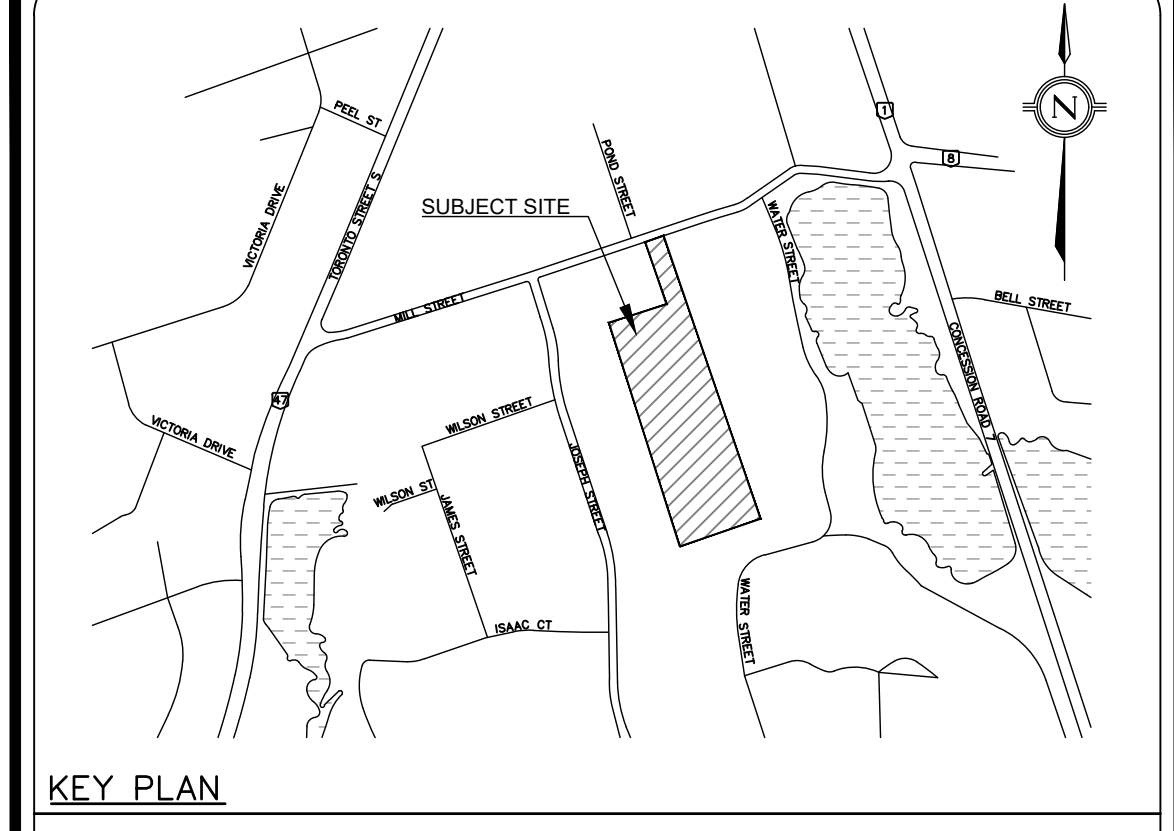 PEEL ST
1
N
8
POND STREET
VICTORIA DRIVE
TORONTO STREET S
SUBJECT SITE
WATER STREET
MILL STREET
BELL STREET
CONCESSION ROAD 7
47
WILSON STREET
VICTORIA DRIVE
JOSEPH STREET
WILSON ST
JAMES STREET
WATER STREET
ISAAC CT
KEY PLAN